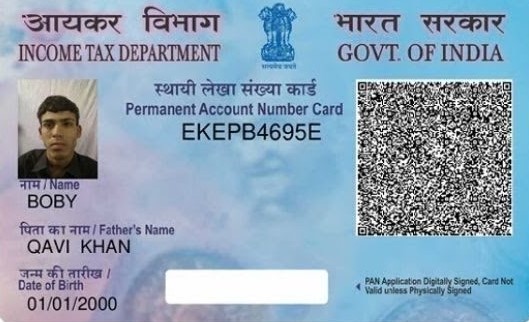 आयकर विभाग
INCOME TAX DEPARTMENT
भारत सरकार
GOVT. OF INDIA
सत्यमेव जयते
स्थायी लेखा संख्या कार्ड
Permanent Account Number Card
EKEPB4695E
नाम / Name
BOBY
पिता का नाम / Father's Name
QAVI KHAN
जन्म की तारीख /
Date of Birth
01/01/2000
PAN Application Digitally Signed, Card Not
Valid unless Physically Signed